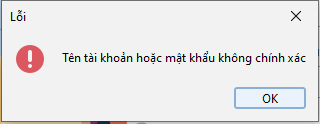 Lỗi
Tên tài khoản hoặc mật khẩu không chính xác
OK